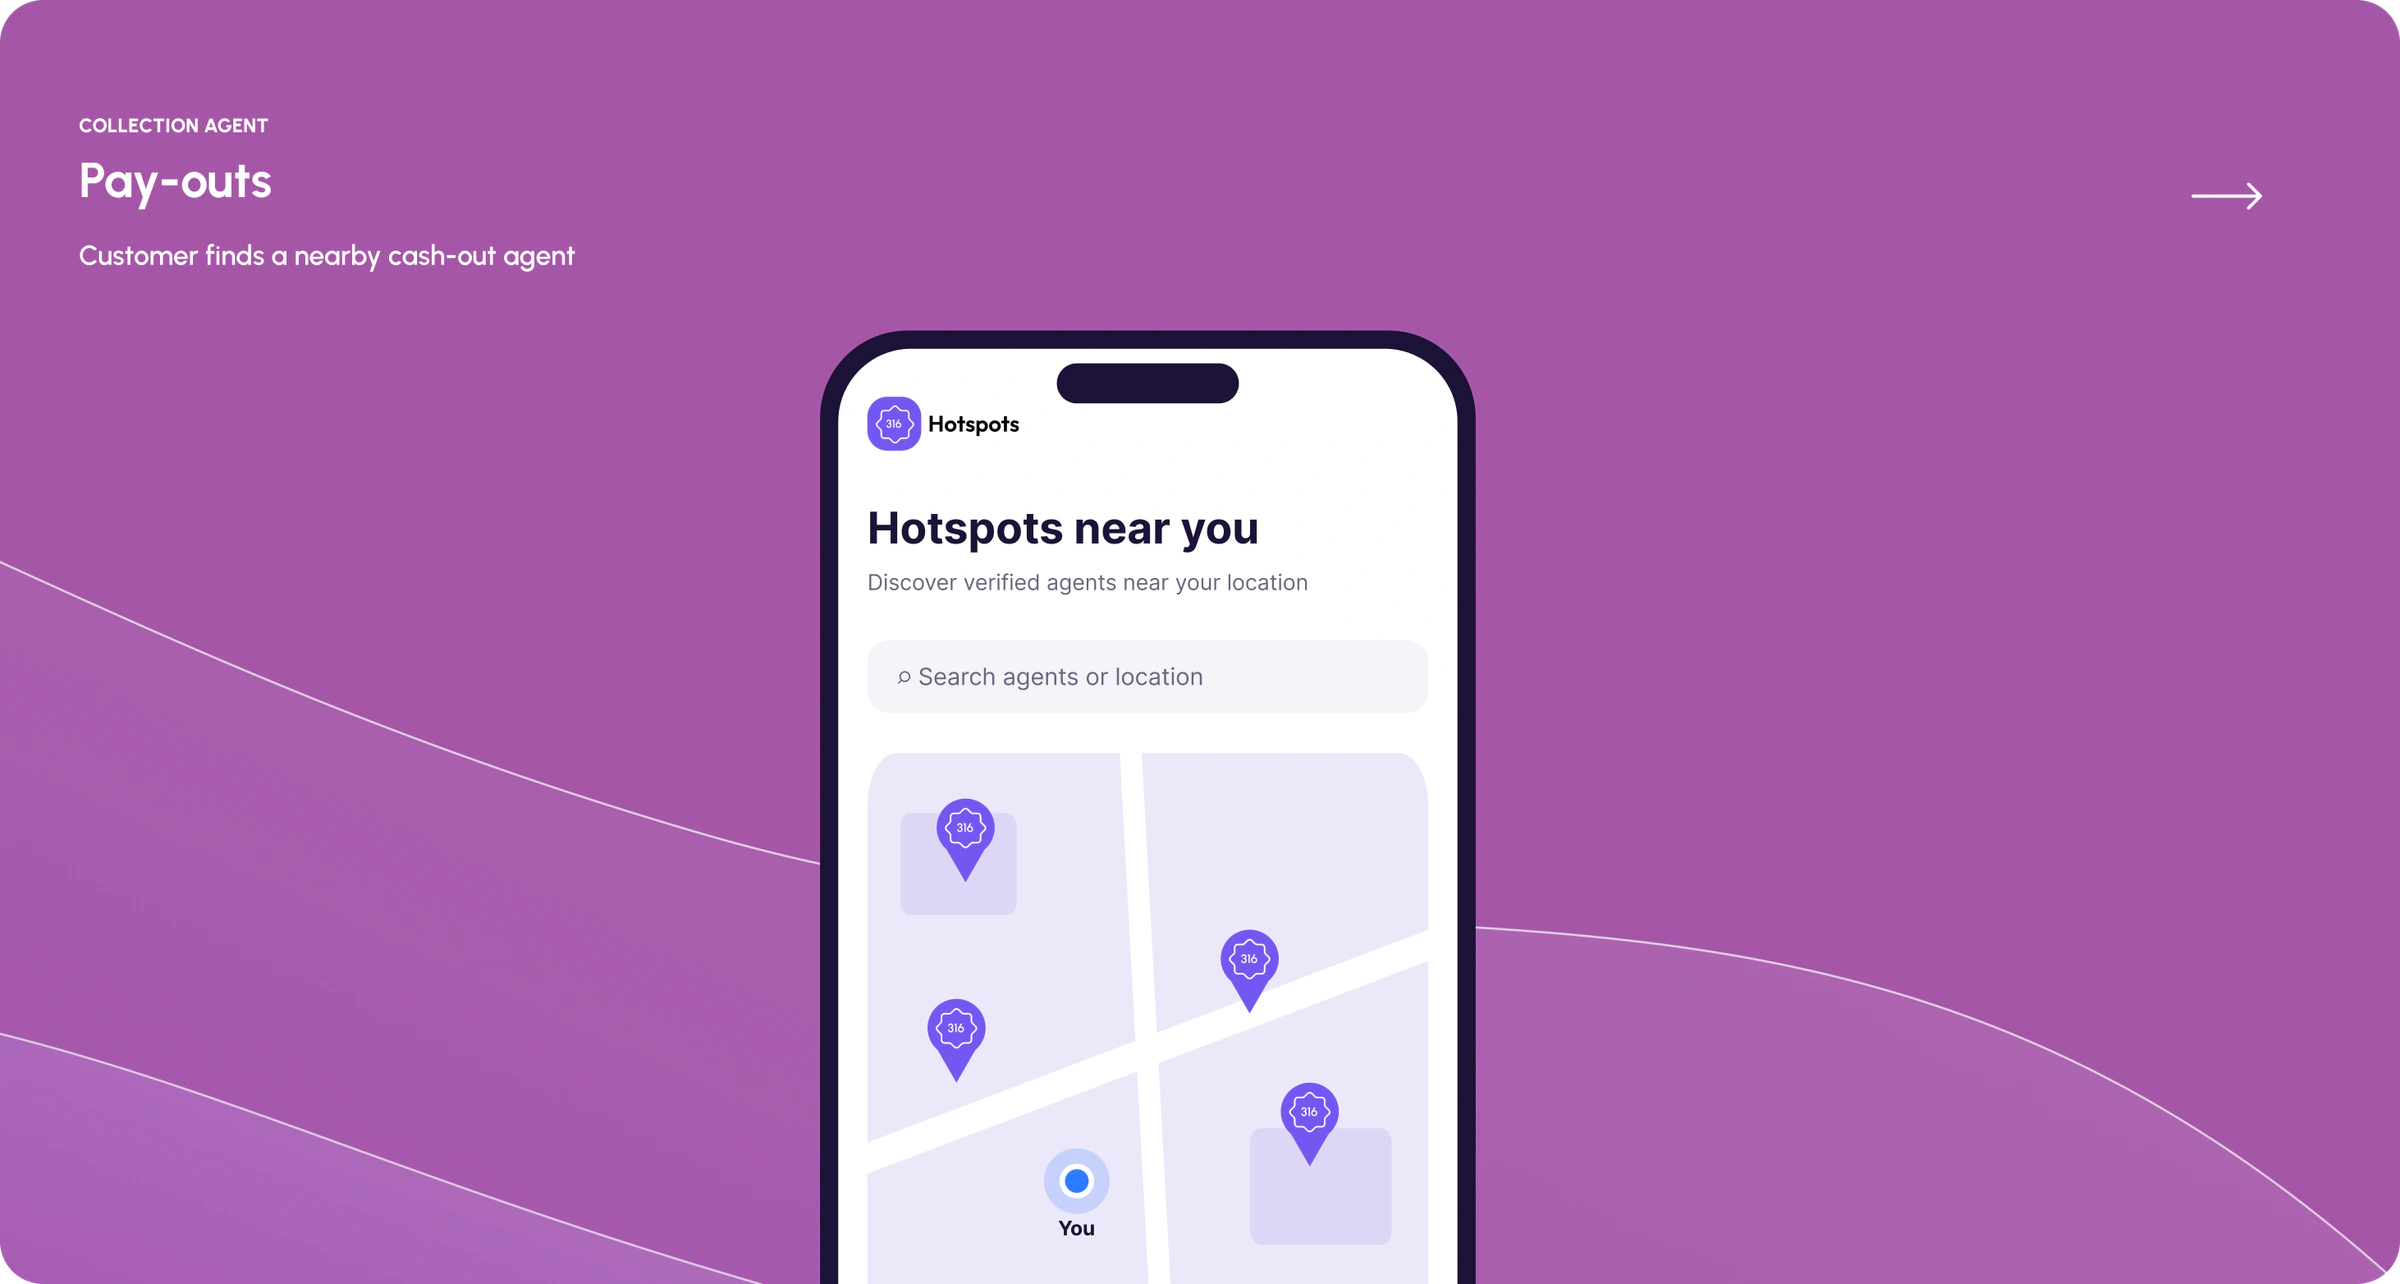 COLLECTION AGENT
Pay-outs
Customer finds a nearby cash-out agent
316 Hotspots
Hotspots near you
Discover verified agents near your location
Search agents or location
316
316
316
316
You